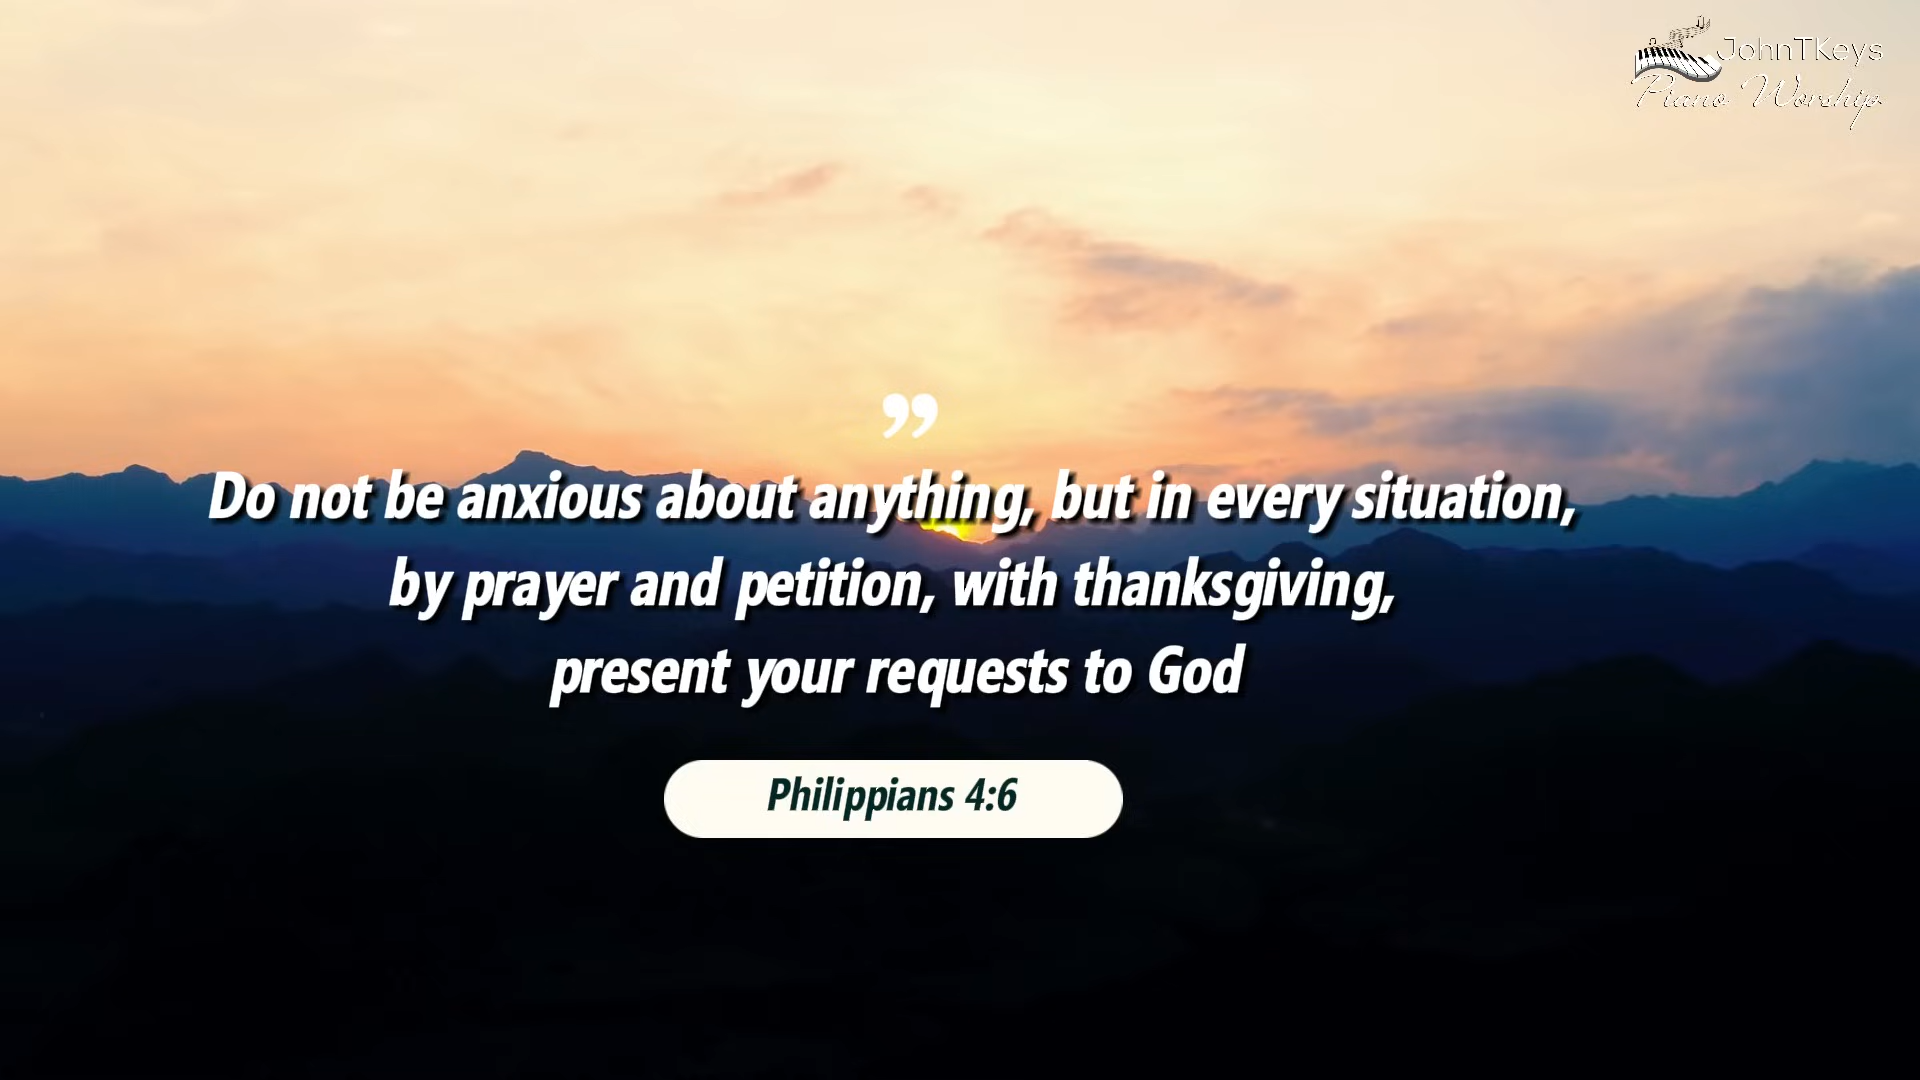 JohnTKeys
Piano Worship
”
Do not be anxious about anything, but in every situation,
by prayer and petition, with thanksgiving,
present your requests to God
Philippians 4:6